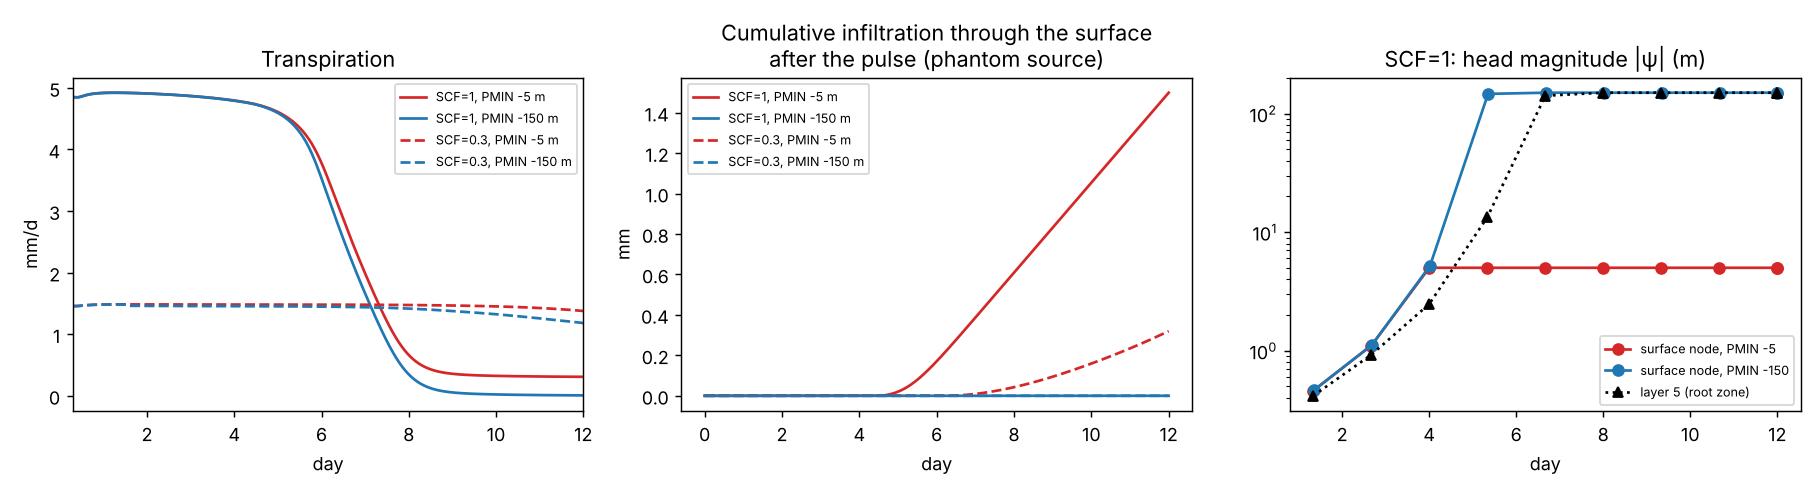 Transpiration
5
4
3
2
1
0
mm/d
SCF=1, PMIN -5 m
SCF=1, PMIN -150 m
SCF=0.3, PMIN -5 m
SCF=0.3, PMIN -150 m
2 4 6 8 10 12
day
Cumulative infiltration through the surface
after the pulse (phantom source)
1.4
1.2
1.0
0.8
0.6
0.4
0.2
0.0
mm
SCF=1, PMIN -5 m
SCF=1, PMIN -150 m
SCF=0.3, PMIN -5 m
SCF=0.3, PMIN -150 m
0 2 4 6 8 10 12
day
SCF=1: head magnitude |ψ| (m)
10²
10¹
10⁰
surface node, PMIN -5
surface node, PMIN -150
layer 5 (root zone)
2 4 6 8 10 12
day